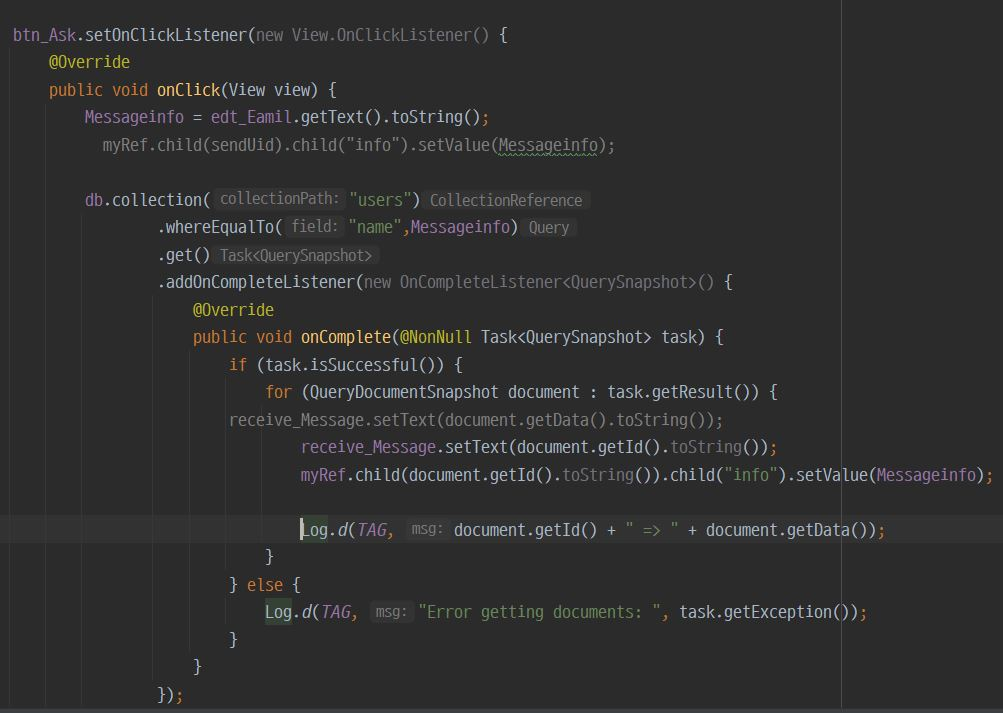 btn_Ask.setOnClickListener(new View.OnClickListener() {
@Override
public void onClick(View view) {
Messageinfo = edt_Eamil.getText().toString();
myRef.child(sendUid).child("info").setValue(Messageinfo);
db.collection( collectionPath: "users") CollectionReference
.whereEqualTo( field: "name",Messageinfo) Query
.get() Task<QuerySnapshot>
.addOnCompleteListener(new OnCompleteListener<QuerySnapshot>() {
@Override
public void onComplete(@NonNull Task<QuerySnapshot> task) {
if (task.isSuccessful()) {
for (QueryDocumentSnapshot document : task.getResult()) {
receive_Message.setText(document.getData().toString());
receive_Message.setText(document.getId().toString());
myRef.child(document.getId().toString()).child("info").setValue(Messageinfo);
Log.d(TAG, msg: document.getId() + " => " + document.getData());
}
} else {
Log.d(TAG, msg: "Error getting documents: ", task.getException());
}
}
});